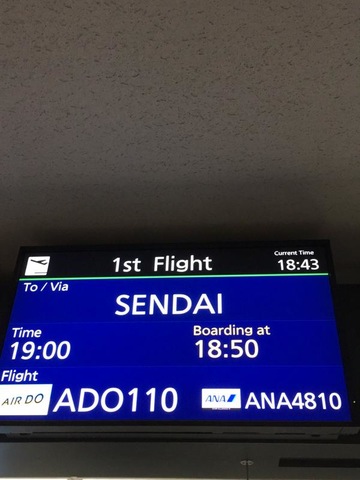 1st Flight
Current Time
18:43
To / Via
SENDAI
Time
19:00
Boarding at
18:50
Flight
AIR DO
ADO110
ANA
ANA4810